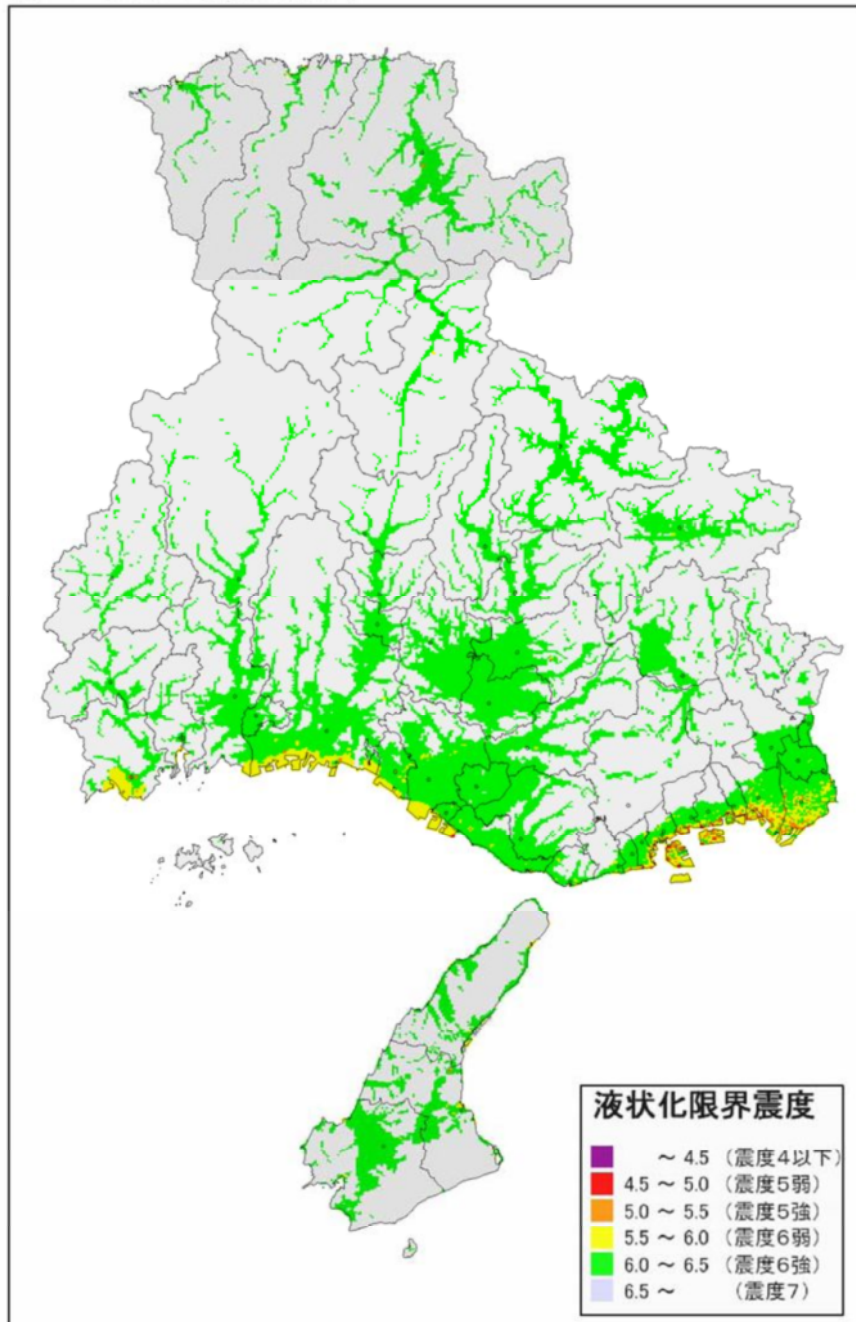 液状化限界震度
～ 4.5 (震度4以下)
4.5 ～ 5.0 (震度5弱)
5.0 ～ 5.5 (震度5強)
5.5 ～ 6.0 (震度6弱)
6.0 ～ 6.5 (震度6強)
6.5 ～ (震度7)